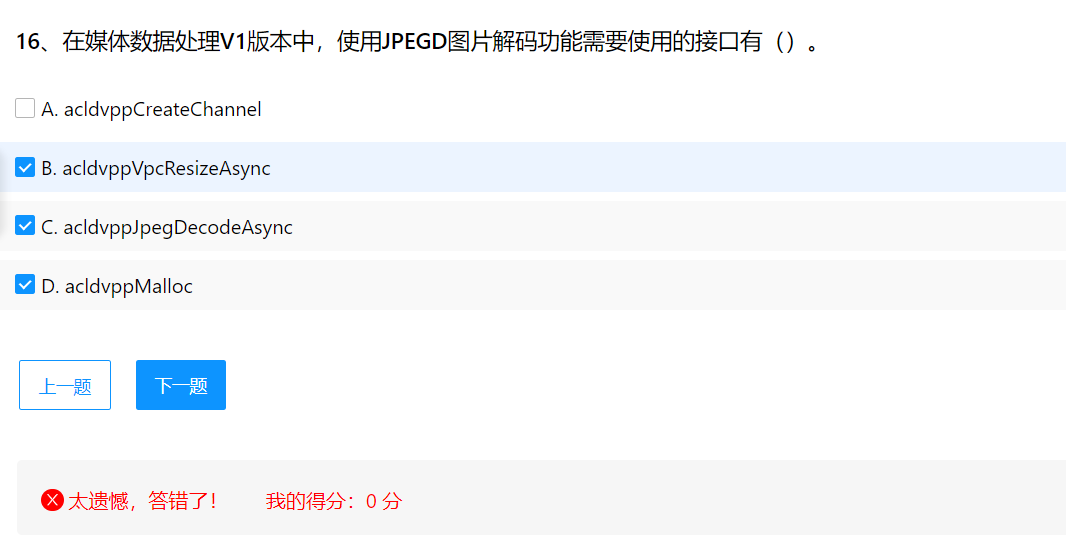 16、在媒体数据处理V1版本中，使用JPEGD图片解码功能需要使用的接口有（）。
A. acldvppCreateChannel
B. acldvppVpcResizeAsync
C. acldvppJpegDecodeAsync
D. acldvppMalloc
上一题 下一题
太遗憾，答错了！ 我的得分：0 分